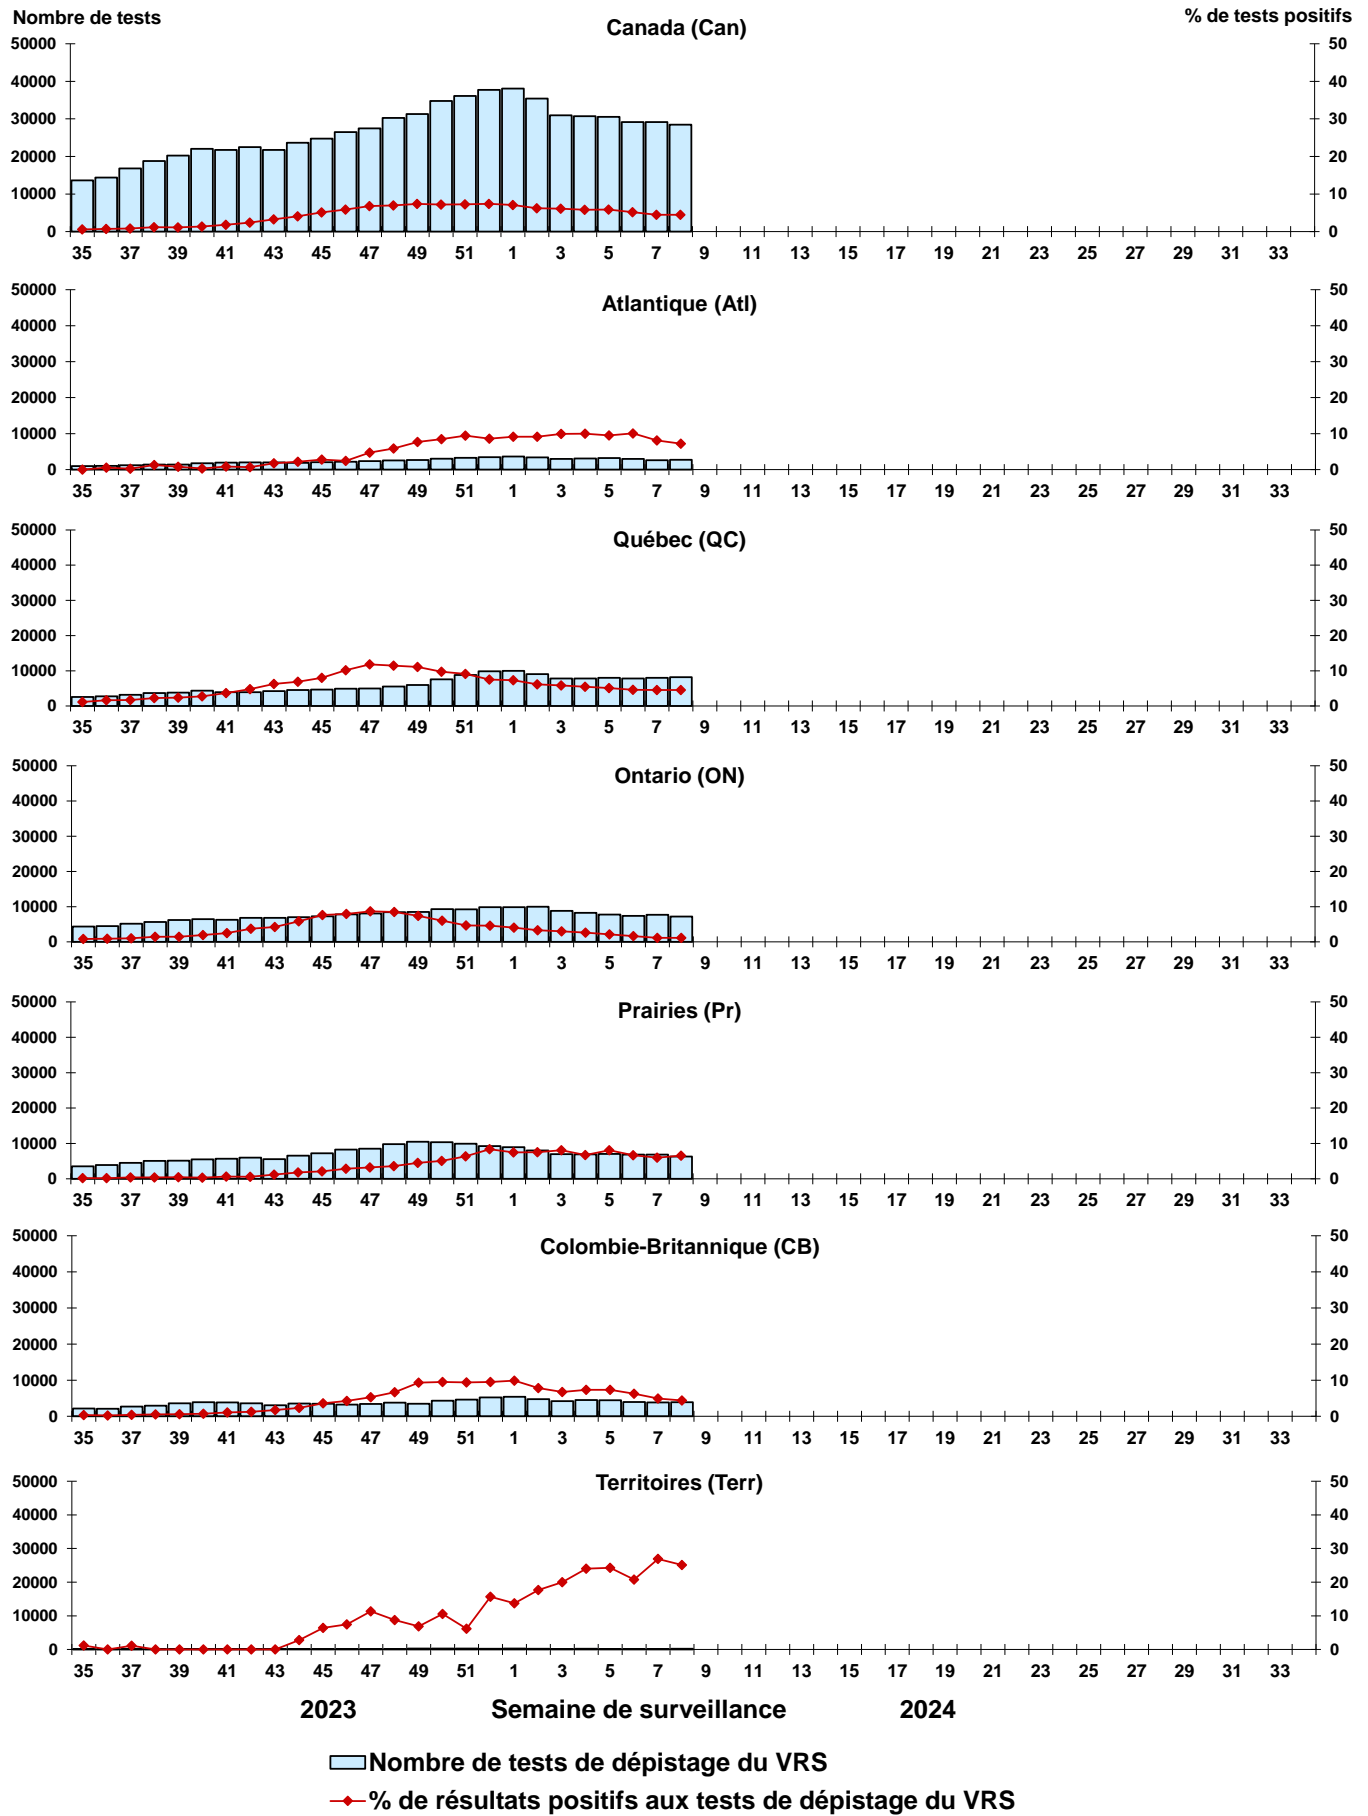 Nombre de tests
% de tests positifs
Canada (Can)
50000 50
40000 40
30000 30
20000 20
10000 10
0 0
35 37 39 41 43 45 47 49 51 1 3 5 7 9 11 13 15 17 19 21 23 25 27 29 31 33
Atlantique (Atl)
50000 50
40000 40
30000 30
20000 20
10000 10
0 0
35 37 39 41 43 45 47 49 51 1 3 5 7 9 11 13 15 17 19 21 23 25 27 29 31 33
Québec (QC)
50000 50
40000 40
30000 30
20000 20
10000 10
0 0
35 37 39 41 43 45 47 49 51 1 3 5 7 9 11 13 15 17 19 21 23 25 27 29 31 33
Ontario (ON)
50000 50
40000 40
30000 30
20000 20
10000 10
0 0
35 37 39 41 43 45 47 49 51 1 3 5 7 9 11 13 15 17 19 21 23 25 27 29 31 33
Prairies (Pr)
50000 50
40000 40
30000 30
20000 20
10000 10
0 0
35 37 39 41 43 45 47 49 51 1 3 5 7 9 11 13 15 17 19 21 23 25 27 29 31 33
Colombie-Britannique (CB)
50000 50
40000 40
30000 30
20000 20
10000 10
0 0
35 37 39 41 43 45 47 49 51 1 3 5 7 9 11 13 15 17 19 21 23 25 27 29 31 33
Territoires (Terr)
50000 50
40000 40
30000 30
20000 20
10000 10
0 0
35 37 39 41 43 45 47 49 51 1 3 5 7 9 11 13 15 17 19 21 23 25 27 29 31 33
2023 Semaine de surveillance 2024
Nombre de tests de dépistage du VRS
% de résultats positifs aux tests de dépistage du VRS